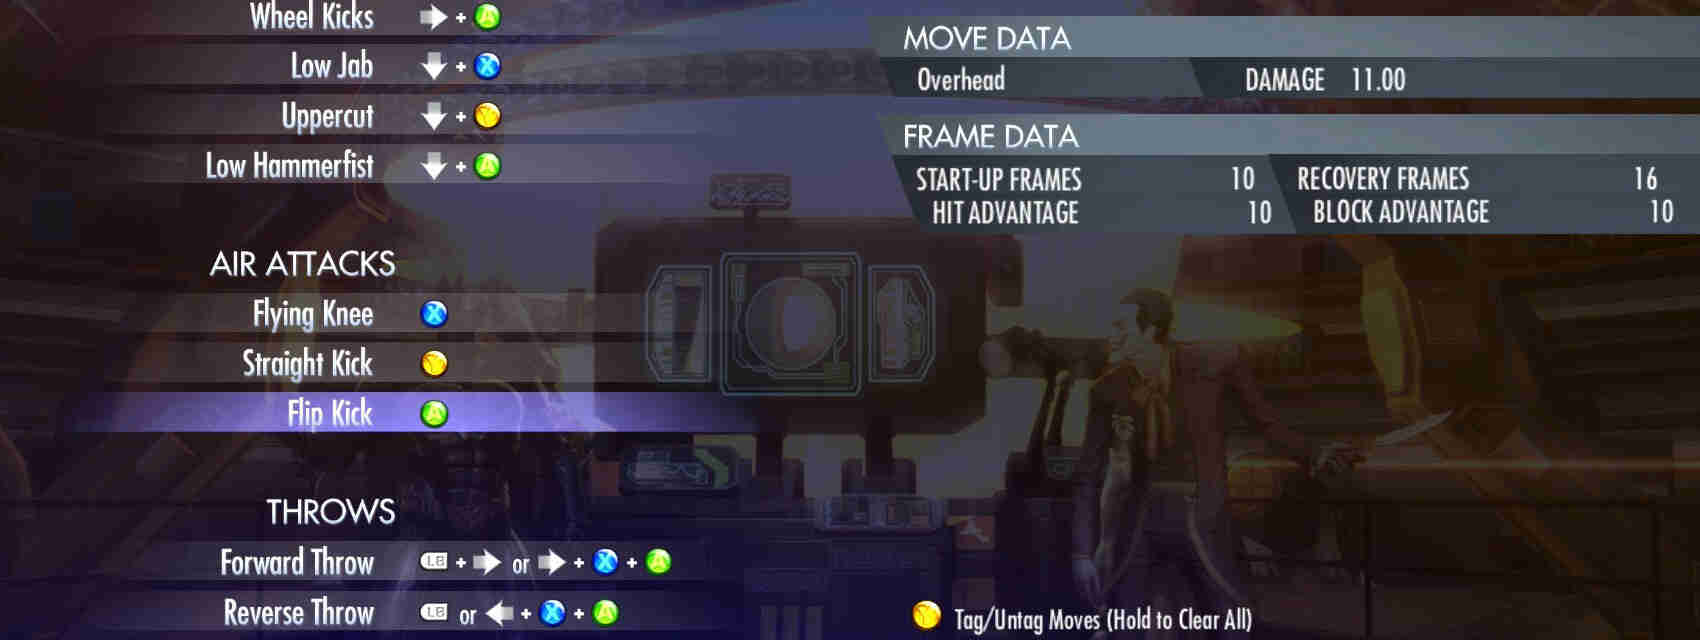 Wheel Kicks + A
Low Jab + X
Uppercut + Y
Low Hammerfist + A
AIR ATTACKS
Flying Knee X
Straight Kick Y
Flip Kick A
THROWS
Forward Throw LB + or + X + A
Reverse Throw LB or + X + A
MOVE DATA
Overhead DAMAGE 11.00
FRAME DATA
START-UP FRAMES 10 RECOVERY FRAMES 16
HIT ADVANTAGE 10 BLOCK ADVANTAGE 10
Y Tag/Untag Moves (Hold to Clear All)